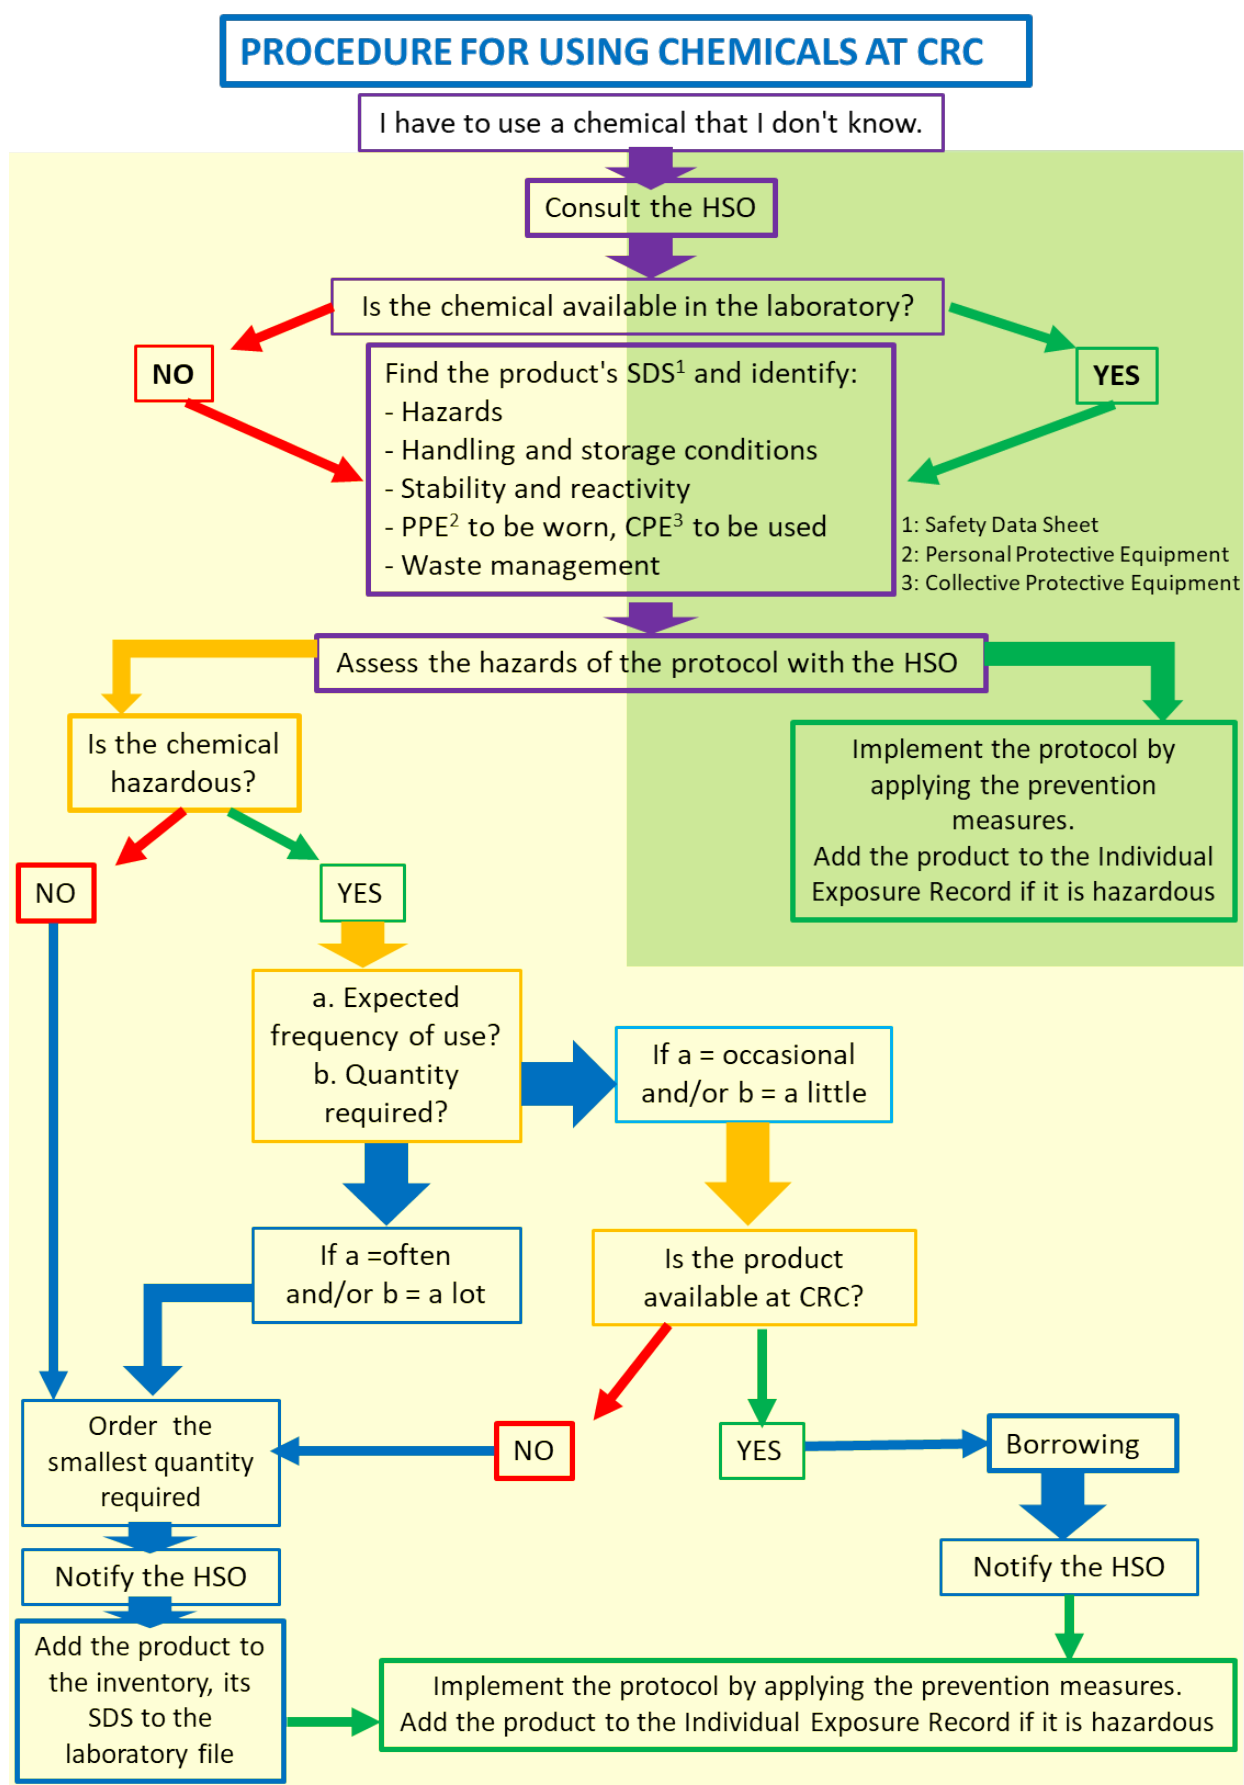 PROCEDURE FOR USING CHEMICALS AT CRC
I have to use a chemical that I don't know.
Consult the HSO
Is the chemical available in the laboratory?
NO
YES
Find the product's SDS¹ and identify:
- Hazards
- Handling and storage conditions
- Stability and reactivity
- PPE² to be worn, CPE³ to be used
- Waste management
1: Safety Data Sheet
2: Personal Protective Equipment
3: Collective Protective Equipment
Assess the hazards of the protocol with the HSO
Is the chemical
hazardous?
Implement the protocol by
applying the prevention
measures.
Add the product to the Individual
Exposure Record if it is hazardous
NO
YES
a. Expected
frequency of use?
b. Quantity
required?
If a = occasional
and/or b = a little
If a =often
and/or b = a lot
Is the product
available at CRC?
Order the
smallest quantity
required
NO
YES
Borrowing
Notify the HSO
Notify the HSO
Add the product to
the inventory, its
SDS to the
laboratory file
Implement the protocol by applying the prevention measures.
Add the product to the Individual Exposure Record if it is hazardous